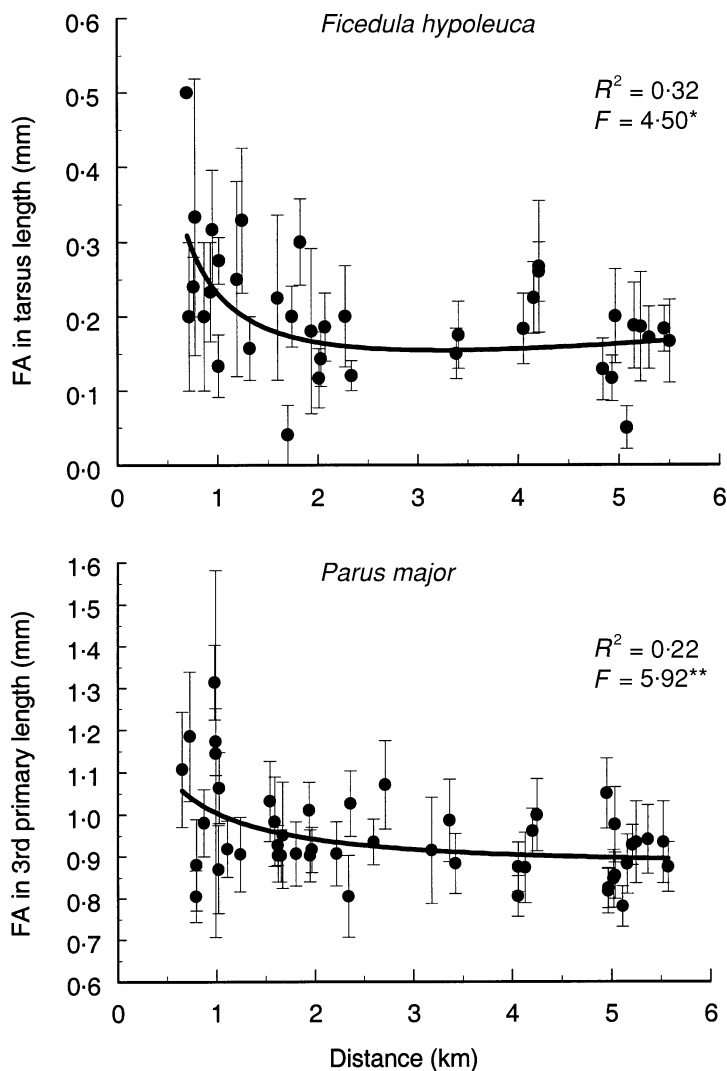 Ficedula hypoleuca
R² = 0·32
F = 4·50*
FA in tarsus length (mm)
0·6
0·5
0·4
0·3
0·2
0·1
0·0
0 1 2 3 4 5 6
Parus major
R² = 0·22
F = 5·92**
FA in 3rd primary length (mm)
1·6
1·5
1·4
1·3
1·2
1·1
1·0
0·9
0·8
0·7
0·6
0 1 2 3 4 5 6
Distance (km)